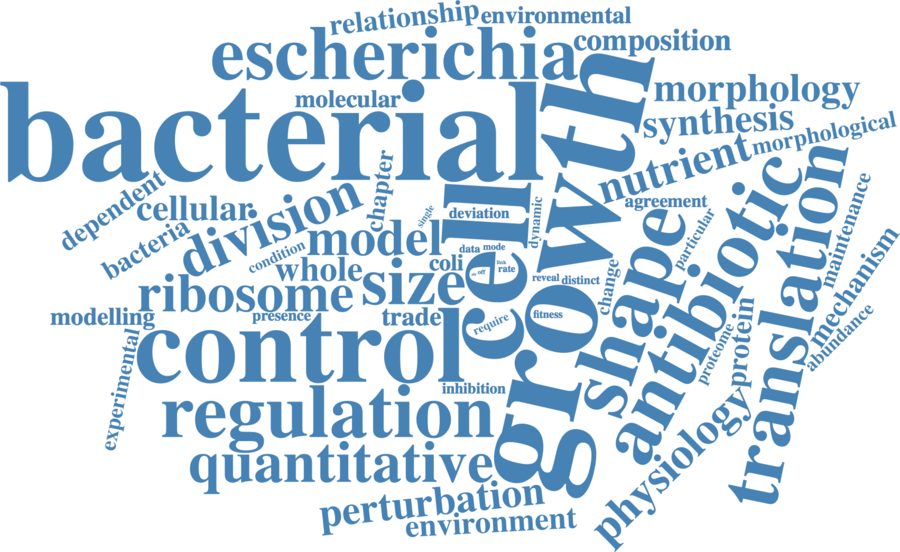 relationship
environmental
escherichia
composition
bacterial
molecular
growth
morphology
synthesis
morphological
nutrient
dependent
cellular
chapter
single
cell
deviation
dynamic
agreement
antibiotic
translation
maintenance
bacteria
division
condition
model
data
mode
link
rate
on
off
coli
whole
size
reveal
distinct
change
shape
particular
mechanism
ribosome
modelling
presence
trade
require
fitness
proteome
protein
abundance
control
experimental
inhibition
regulation
quantitative
physiology
perturbation
environment